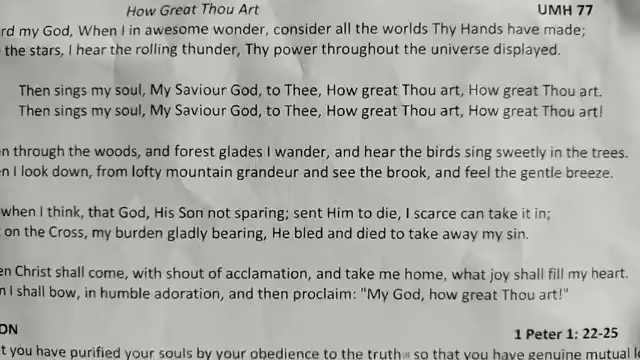 How Great Thou Art UMH 77
rd my God, When I in awesome wonder, consider all the worlds Thy Hands have made;
the stars, I hear the rolling thunder, Thy power throughout the universe displayed.
Then sings my soul, My Saviour God, to Thee, How great Thou art, How great Thou art.
Then sings my soul, My Saviour God, to Thee, How great Thou art, How great Thou art!
n through the woods, and forest glades I wander, and hear the birds sing sweetly in the trees.
n I look down, from lofty mountain grandeur and see the brook, and feel the gentle breeze.
when I think, that God, His Son not sparing; sent Him to die, I scarce can take it in;
on the Cross, my burden gladly bearing, He bled and died to take away my sin.
en Christ shall come, with shout of acclamation, and take me home, what joy shall fill my heart.
n I shall bow, in humble adoration, and then proclaim: "My God, how great Thou art!"
ON 1 Peter 1: 22-25
t you have purified your souls by your obedience to the truth so that you have genuine mutual lo